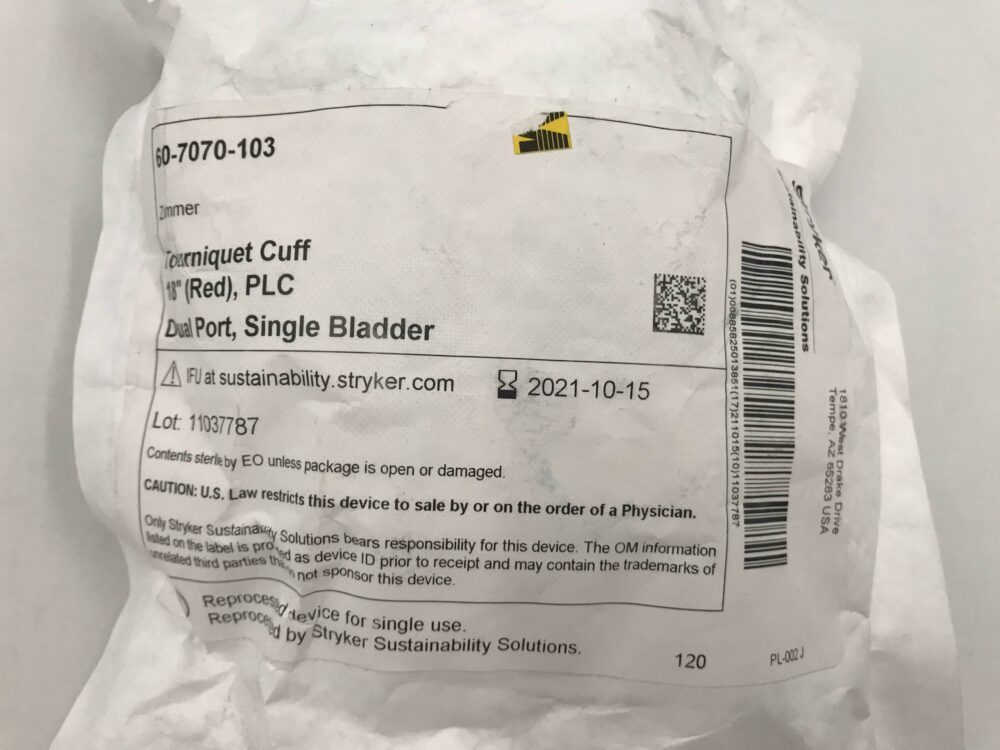 60-7070-103
Zimmer
Tourniquet Cuff
18" (Red), PLC
Dual Port, Single Bladder
IFU at sustainability.stryker.com
2021-10-15
Lot: 11037787
Contents sterile by EO unless package is open or damaged.
CAUTION: U.S. Law restricts this device to sale by or on the order of a Physician.
Only Stryker Sustainability Solutions bears responsibility for this device. The OM information
listed on the label is provided as device ID prior to receipt and may contain the trademarks of
unrelated third parties that do not sponsor this device.
Reprocessed device for single use.
Reprocessed by Stryker Sustainability Solutions.
120
PL-002 J
(01)00885825013851(17)211015(10)11037787
stryker
Sustainability Solutions
1810 West Drake Drive
Tempe, AZ 85283 USA